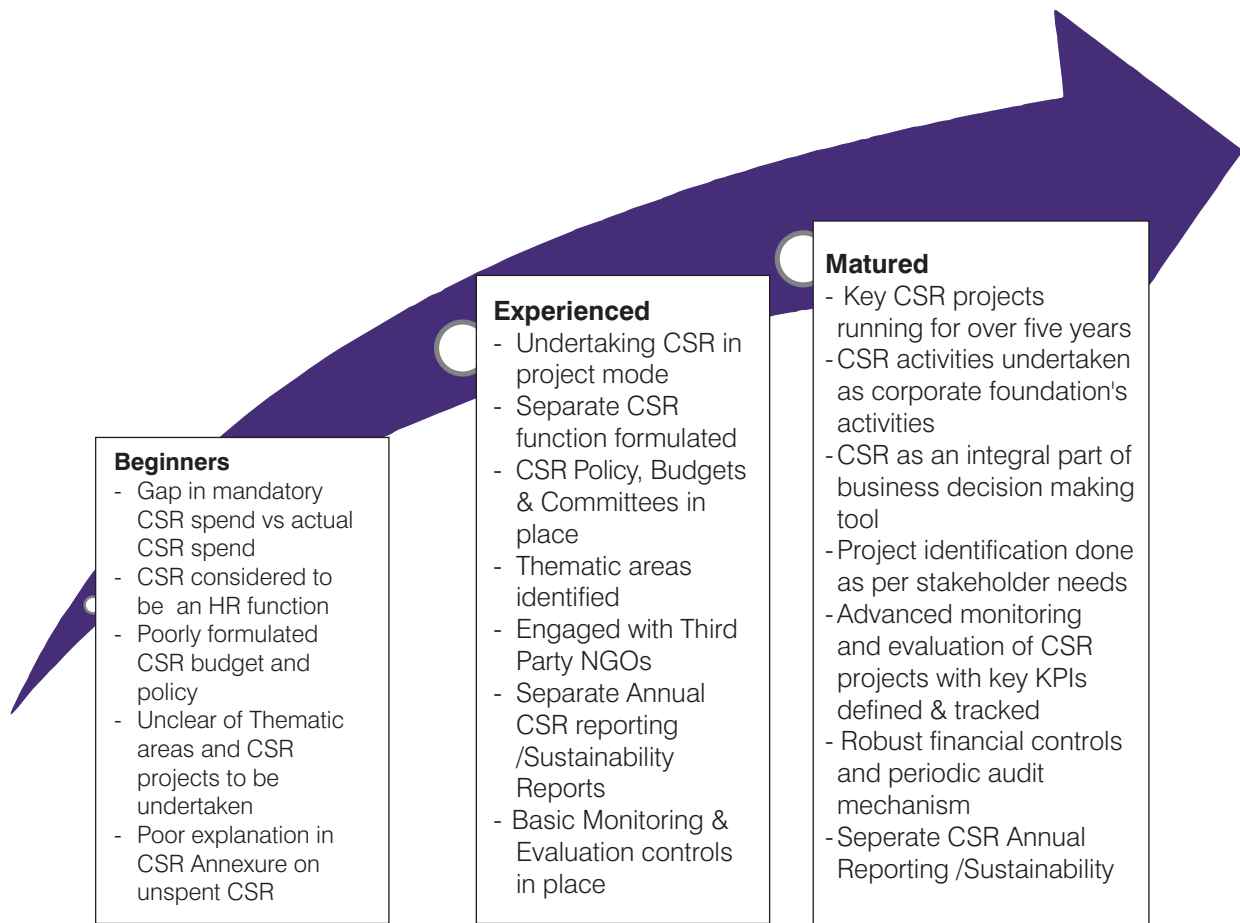 Beginners
- Gap in mandatory
CSR spend vs actual
CSR spend
- CSR considered to
be an HR function
- Poorly formulated
CSR budget and
policy
- Unclear of Thematic
areas and CSR
projects to be
undertaken
- Poor explanation in
CSR Annexure on
unspent CSR
Experienced
- Undertaking CSR in
project mode
- Separate CSR
function formulated
- CSR Policy, Budgets
& Committees in
place
- Thematic areas
identified
- Engaged with Third
Party NGOs
- Separate Annual
CSR reporting
/Sustainability
Reports
- Basic Monitoring &
Evaluation controls
in place
Matured
- Key CSR projects
running for over five years
- CSR activities undertaken
as corporate foundation's
activities
- CSR as an integral part of
business decision making
tool
- Project identification done
as per stakeholder needs
- Advanced monitoring
and evaluation of CSR
projects with key KPIs
defined & tracked
- Robust financial controls
and periodic audit
mechanism
- Seperate CSR Annual
Reporting /Sustainability